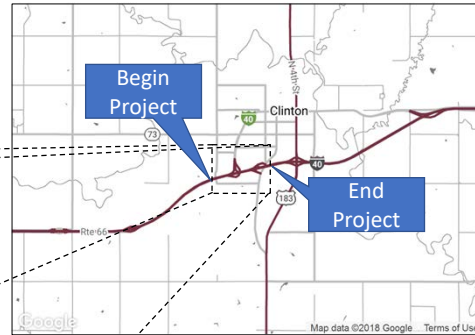 Begin
Project
N 4th St
Clinton
40
73
40
End
Project
183
Rte 66
Google
Map data ©2018 Google Terms of Us